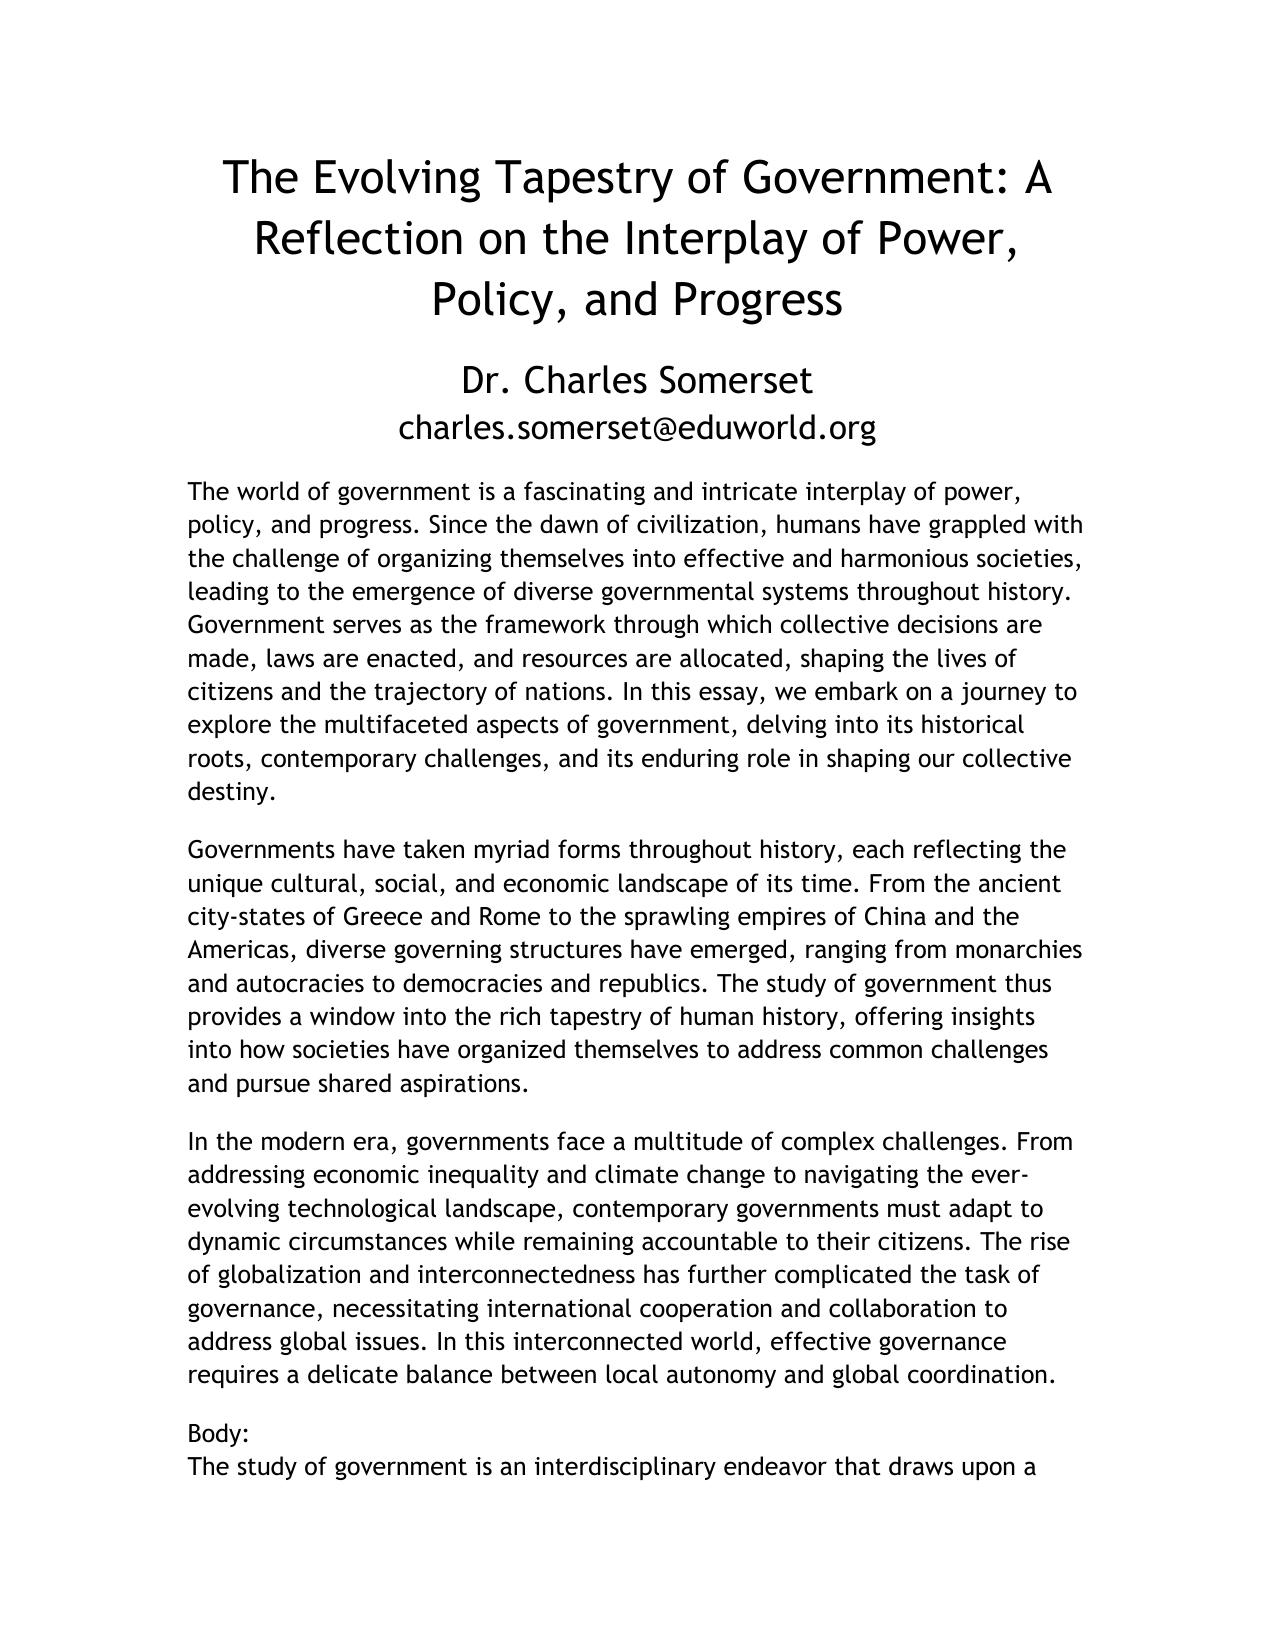 The Evolving Tapestry of Government: A
Reflection on the Interplay of Power,
Policy, and Progress
Dr. Charles Somerset
charles.somerset@eduworld.org
The world of government is a fascinating and intricate interplay of power,
policy, and progress. Since the dawn of civilization, humans have grappled with
the challenge of organizing themselves into effective and harmonious societies,
leading to the emergence of diverse governmental systems throughout history.
Government serves as the framework through which collective decisions are
made, laws are enacted, and resources are allocated, shaping the lives of
citizens and the trajectory of nations. In this essay, we embark on a journey to
explore the multifaceted aspects of government, delving into its historical
roots, contemporary challenges, and its enduring role in shaping our collective
destiny.
Governments have taken myriad forms throughout history, each reflecting the
unique cultural, social, and economic landscape of its time. From the ancient
city-states of Greece and Rome to the sprawling empires of China and the
Americas, diverse governing structures have emerged, ranging from monarchies
and autocracies to democracies and republics. The study of government thus
provides a window into the rich tapestry of human history, offering insights
into how societies have organized themselves to address common challenges
and pursue shared aspirations.
In the modern era, governments face a multitude of complex challenges. From
addressing economic inequality and climate change to navigating the ever-
evolving technological landscape, contemporary governments must adapt to
dynamic circumstances while remaining accountable to their citizens. The rise
of globalization and interconnectedness has further complicated the task of
governance, necessitating international cooperation and collaboration to
address global issues. In this interconnected world, effective governance
requires a delicate balance between local autonomy and global coordination.
Body:
The study of government is an interdisciplinary endeavor that draws upon a